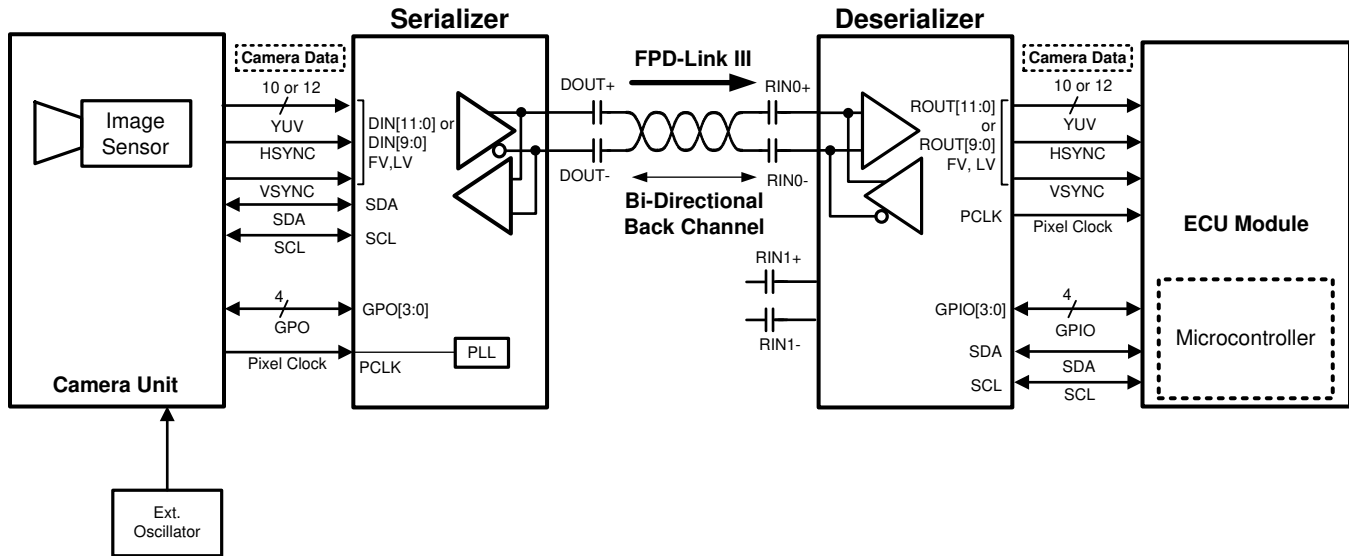 Serializer
Deserializer
Camera Data
FPD-Link III
Camera Data
Image
Sensor
10 or 12
YUV
HSYNC
VSYNC
SDA
SCL
4
GPO
Pixel Clock
Camera Unit
Ext.
Oscillator
DIN[11:0] or
DIN[9:0]
FV,LV
SDA
SCL
GPO[3:0]
PCLK
PLL
DOUT+
DOUT-
Bi-Directional
Back Channel
RIN0+
RIN0-
RIN1+
RIN1-
ROUT[11:0]
or
ROUT[9:0]
FV, LV
PCLK
GPIO[3:0]
SDA
SCL
10 or 12
YUV
HSYNC
VSYNC
Pixel Clock
4
GPIO
SDA
SCL
ECU Module
Microcontroller